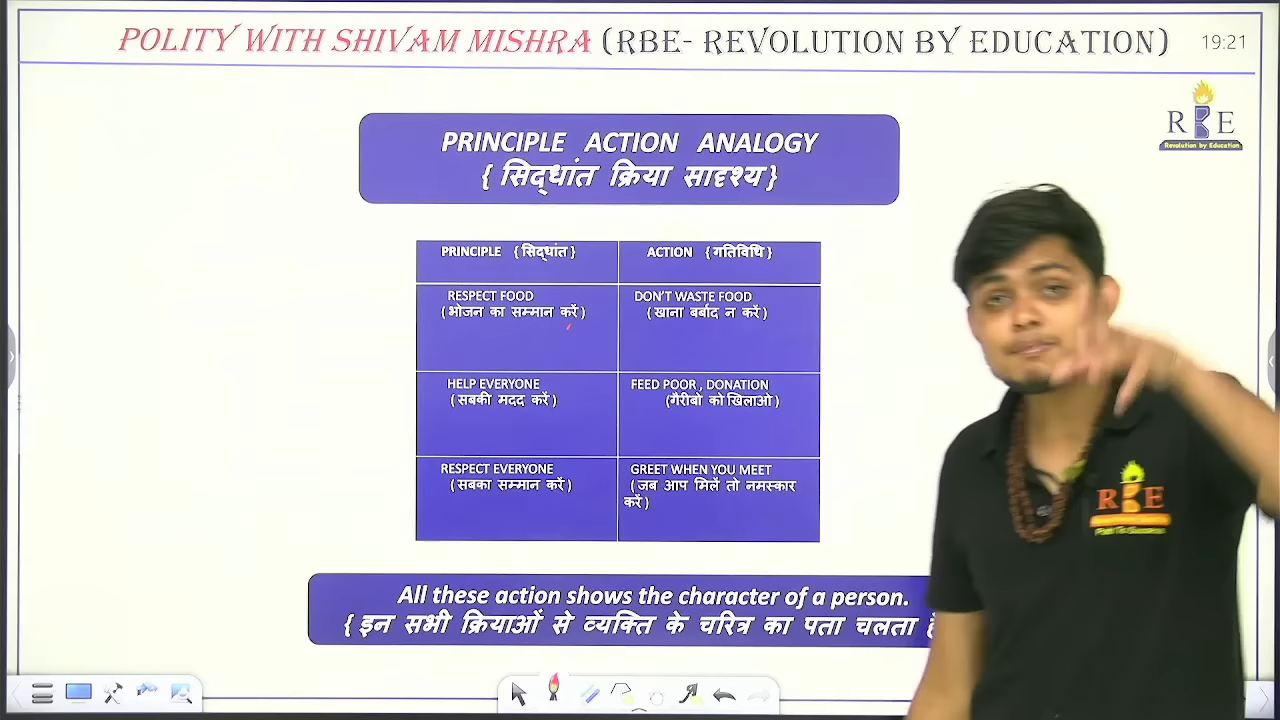 POLITY WITH SHIVAM MISHRA (RBE- REVOLUTION BY EDUCATION)
19:21
RBE
Revolution by Education
PRINCIPLE ACTION ANALOGY
{ सिद्धांत क्रिया सादृश्य }
PRINCIPLE { सिद्धांत }
ACTION { गतिविधि }
RESPECT FOOD
( भोजन का सम्मान करें )
DON'T WASTE FOOD
( खाना बर्बाद न करें )
HELP EVERYONE
( सबकी मदद करें )
FEED POOR , DONATION
(गैरीबों को खिलाओ )
RESPECT EVERYONE
( सबका सम्मान करें )
GREET WHEN YOU MEET
( जब आप मिलें तो नमस्कार
करें )
All these action shows the character of a person.
{ इन सभी क्रियाओं से व्यक्ति के चरित्र का पता चलता
RBE